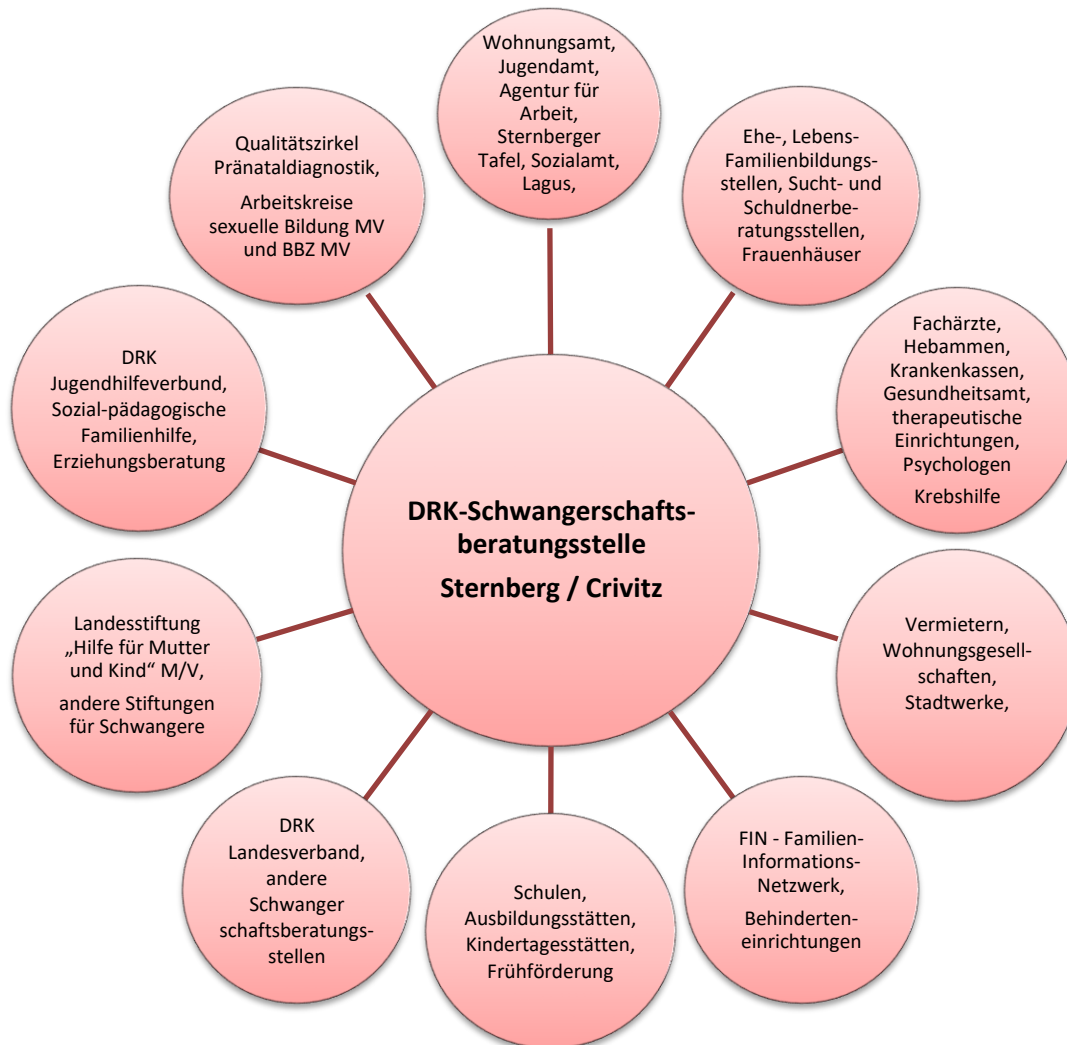 Wohnungsamt,
Jugendamt,
Agentur für
Arbeit,
Sternberger
Tafel, Sozialamt,
Lagus,
Ehe-, Lebens-
Familienbildungs-
stellen, Sucht- und
Schuldnerbe-
ratungsstellen,
Frauenhäuser
Fachärzte,
Hebammen,
Krankenkassen,
Gesundheitsamt,
therapeutische
Einrichtungen,
Psychologen
Krebshilfe
Vermietern,
Wohnungsgesell-
schaften,
Stadtwerke,
FIN - Familien-
Informations-
Netzwerk,
Behinderten-
einrichtungen
Schulen,
Ausbildungsstätten,
Kindertagesstätten,
Frühförderung
DRK
Landesverband,
andere
Schwanger
schaftsberatungs-
stellen
Landesstiftung
„Hilfe für Mutter
und Kind“ M/V,
andere Stiftungen
für Schwangere
DRK
Jugendhilfeverbund,
Sozial-pädagogische
Familienhilfe,
Erziehungsberatung
Qualitätszirkel
Pränataldiagnostik,
Arbeitskreise
sexuelle Bildung MV
und BBZ MV
DRK-Schwangerschafts-
beratungsstelle
Sternberg / Crivitz